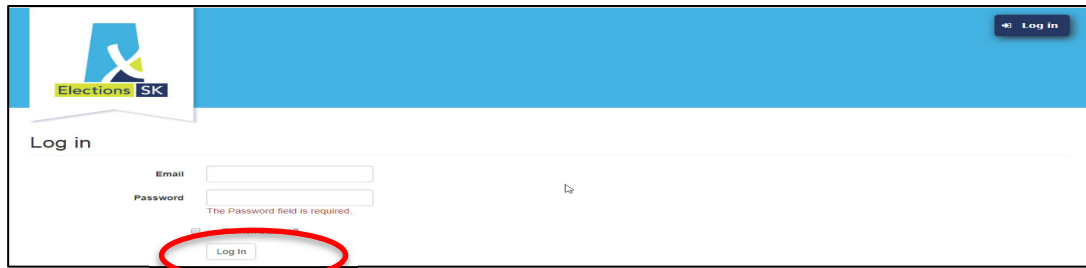 Log in
Elections SK
Log in
Email
Password
The Password field is required.
Log In